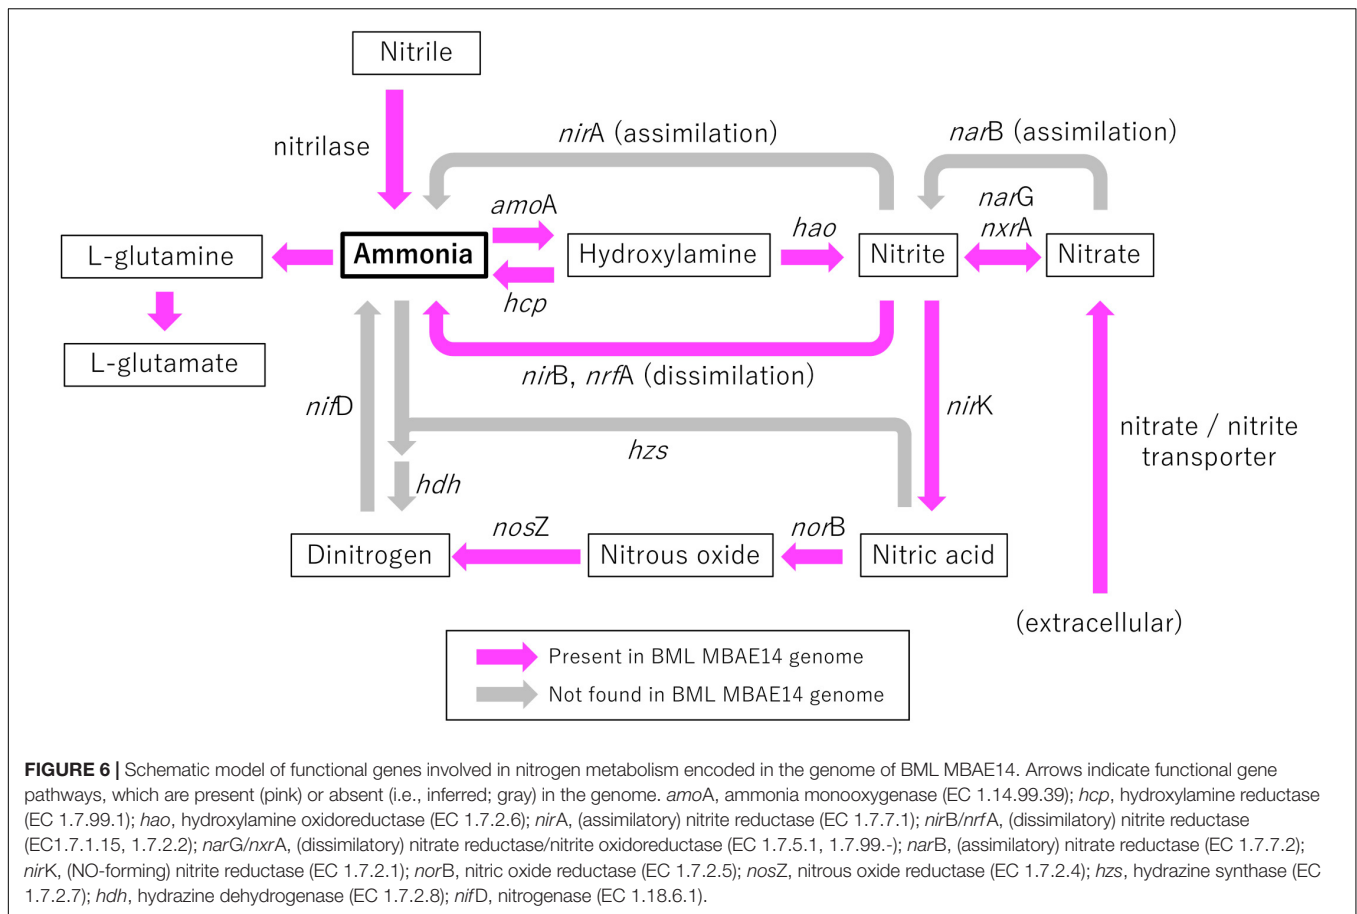 Nitrile
nitrilase
nirA (assimilation)
narB (assimilation)
amoA
hao
narG
nxrA
L-glutamine
Ammonia
Hydroxylamine
Nitrite
Nitrate
hcp
L-glutamate
nirB, nrfA (dissimilation)
nifD
nirK
hzs
nitrate / nitrite
transporter
hdh
nosZ
norB
Dinitrogen
Nitrous oxide
Nitric acid
(extracellular)
Present in BML MBAE14 genome
Not found in BML MBAE14 genome
FIGURE 6 | Schematic model of functional genes involved in nitrogen metabolism encoded in the genome of BML MBAE14. Arrows indicate functional gene
pathways, which are present (pink) or absent (i.e., inferred; gray) in the genome. amoA, ammonia monooxygenase (EC 1.14.99.39); hcp, hydroxylamine reductase
(EC 1.7.99.1); hao, hydroxylamine oxidoreductase (EC 1.7.2.6); nirA, (assimilatory) nitrite reductase (EC 1.7.7.1); nirB/nrfA, (dissimilatory) nitrite reductase
(EC1.7.1.15, 1.7.2.2); narG/nxrA, (dissimilatory) nitrate reductase/nitrite oxidoreductase (EC 1.7.5.1, 1.7.99.-); narB, (assimilatory) nitrate reductase (EC 1.7.7.2);
nirK, (NO-forming) nitrite reductase (EC 1.7.2.1); norB, nitric oxide reductase (EC 1.7.2.5); nosZ, nitrous oxide reductase (EC 1.7.2.4); hzs, hydrazine synthase (EC
1.7.2.7); hdh, hydrazine dehydrogenase (EC 1.7.2.8); nifD, nitrogenase (EC 1.18.6.1).